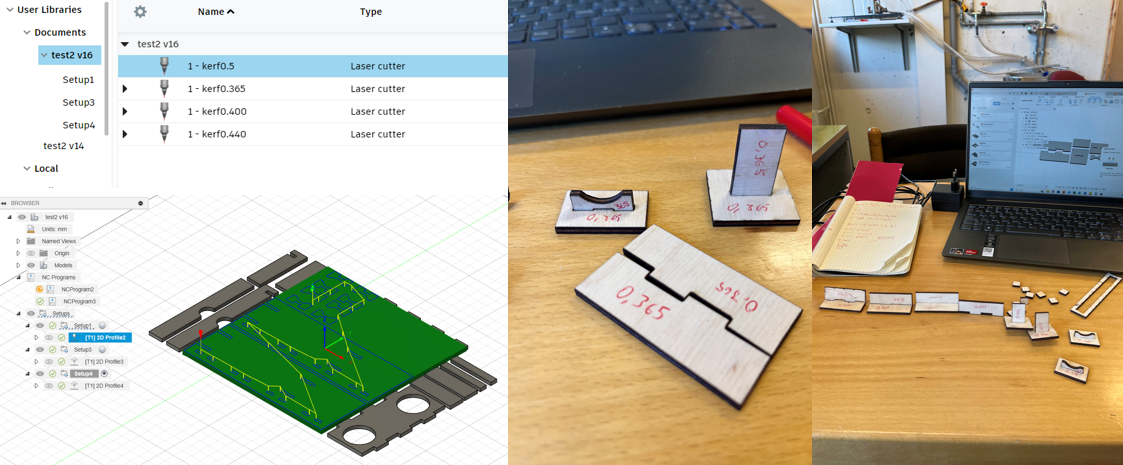 User Libraries
Documents
test2 v16
Setup1
Setup3
Setup4
test2 v14
Local
Name
Type
test2 v16
1 - kerf0.5
Laser cutter
1 - kerf0.365
Laser cutter
1 - kerf0.400
Laser cutter
1 - kerf0.440
Laser cutter
BROWSER
test2 v16
Units: mm
Named Views
Origin
Models
NC Programs
NCProgram2
NCProgram3
Setups
Setup1
[T1] 2D Profile2
Setup3
[T1] 2D Profile3
Setup4
[T1] 2D Profile4
0,365
0,365
365
0,365
0,365
0,365